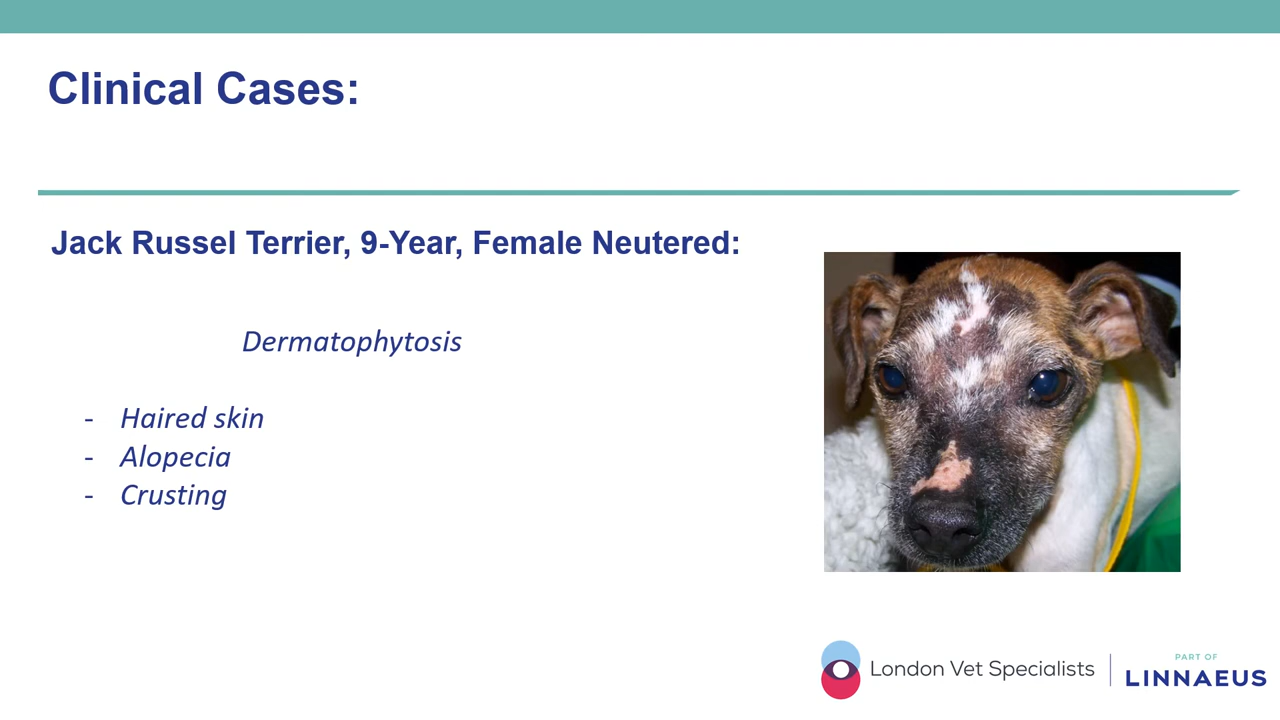 Clinical Cases:
Jack Russel Terrier, 9-Year, Female Neutered:
Dermatophytosis
- Haired skin
- Alopecia
- Crusting
London Vet Specialists
PART OF
LINNAEUS